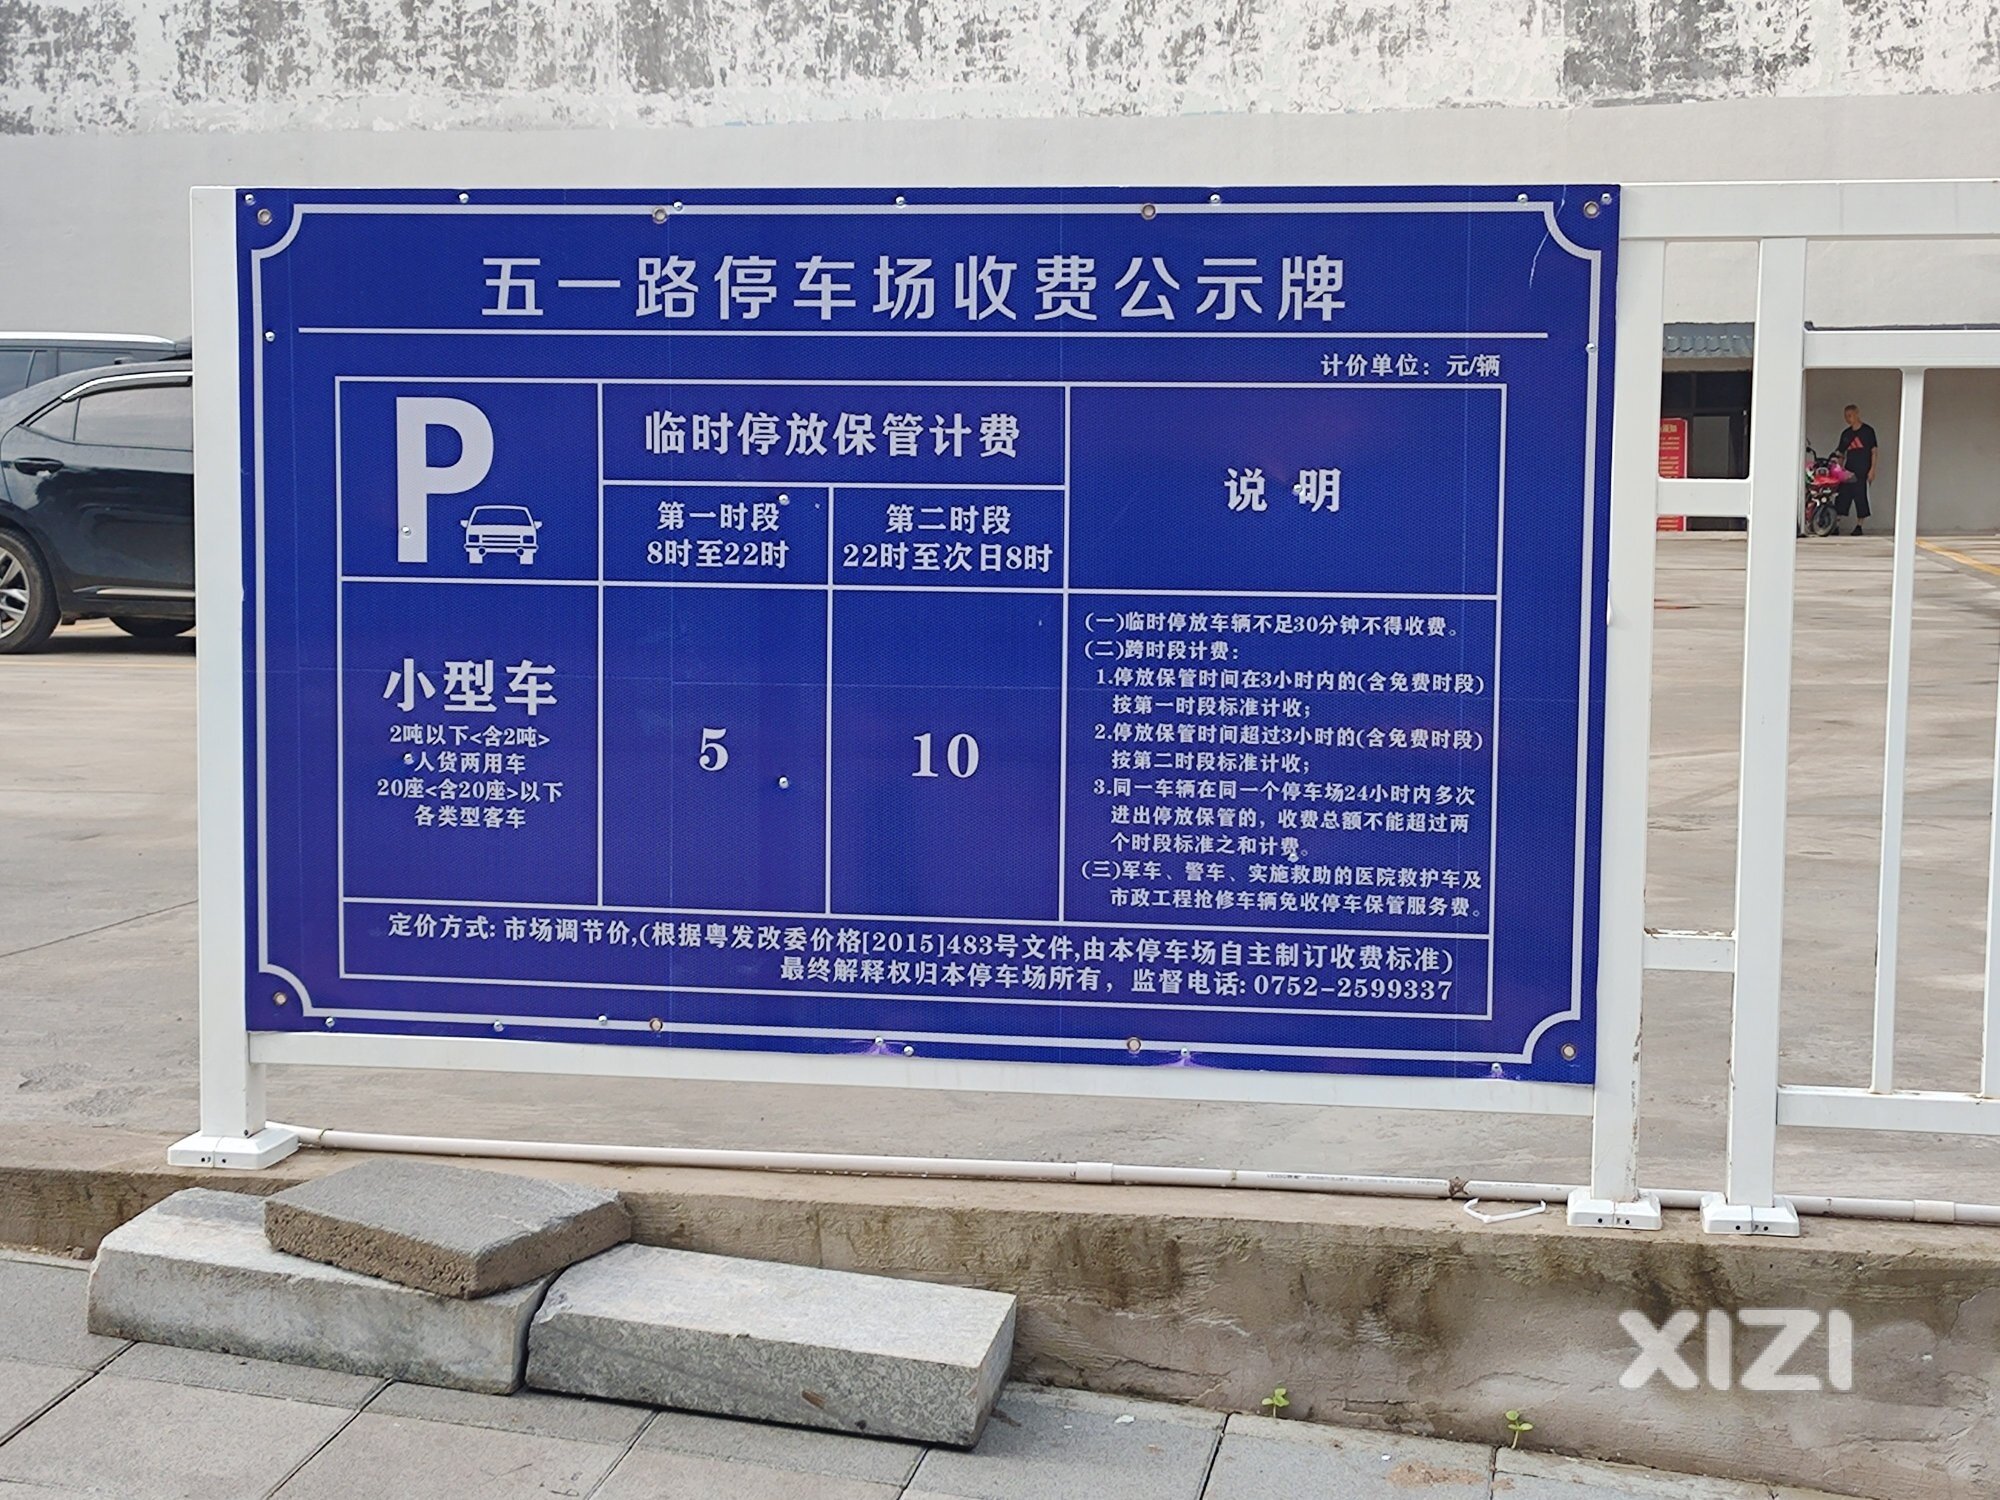 五一路停车场收费公示牌
计价单位：元/辆
P
临时停放保管计费
说 明
第一时段
8时至22时
第二时段
22时至次日8时
小型车
2吨以下<含2吨>
人货两用车
20座<含20座>以下
各类型客车
5
10
(一)临时停放车辆不足30分钟不得收费。
(二)跨时段计费：
1.停放保管时间在3小时内的(含免费时段)
按第一时段标准计收；
2.停放保管时间超过3小时的(含免费时段)
按第二时段标准计收；
3.同一车辆在同一个停车场24小时内多次
进出停放保管的，收费总额不能超过两
个时段标准之和计费。
(三)军车、警车、实施救助的医院救护车及
市政工程抢修车辆免收停车保管服务费。
定价方式：市场调节价,(根据粤发改委价格[2015]483号文件,由本停车场自主制订收费标准)
最终解释权归本停车场所有，监督电话：0752-2599337
XIZI